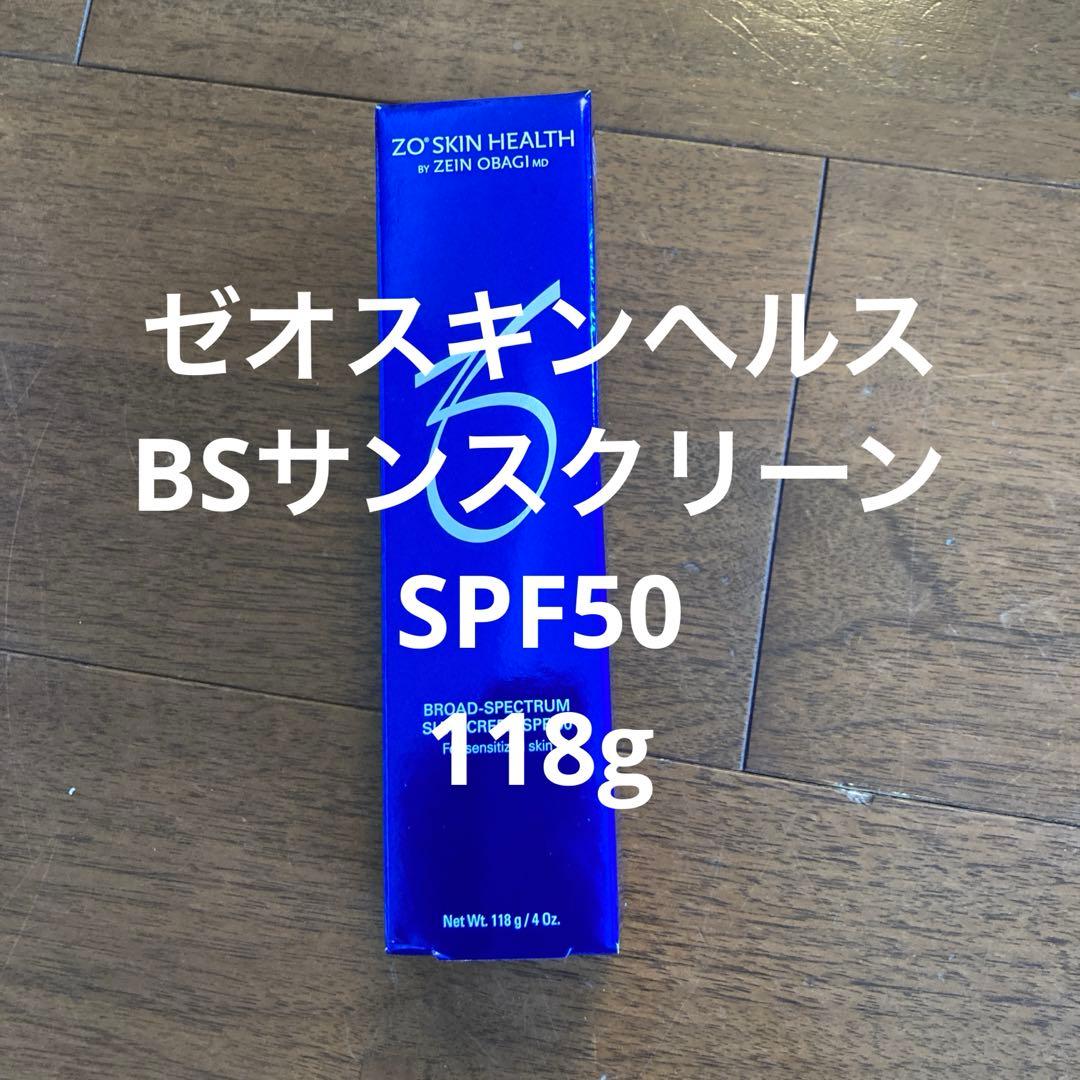 ZO® SKIN HEALTH
BY ZEIN OBAGI MD
ゼオスキンヘルス
BSサンスクリーン
SPF50
BROAD-SPECTRUM
118g
Net Wt. 118 g / 4 Oz.